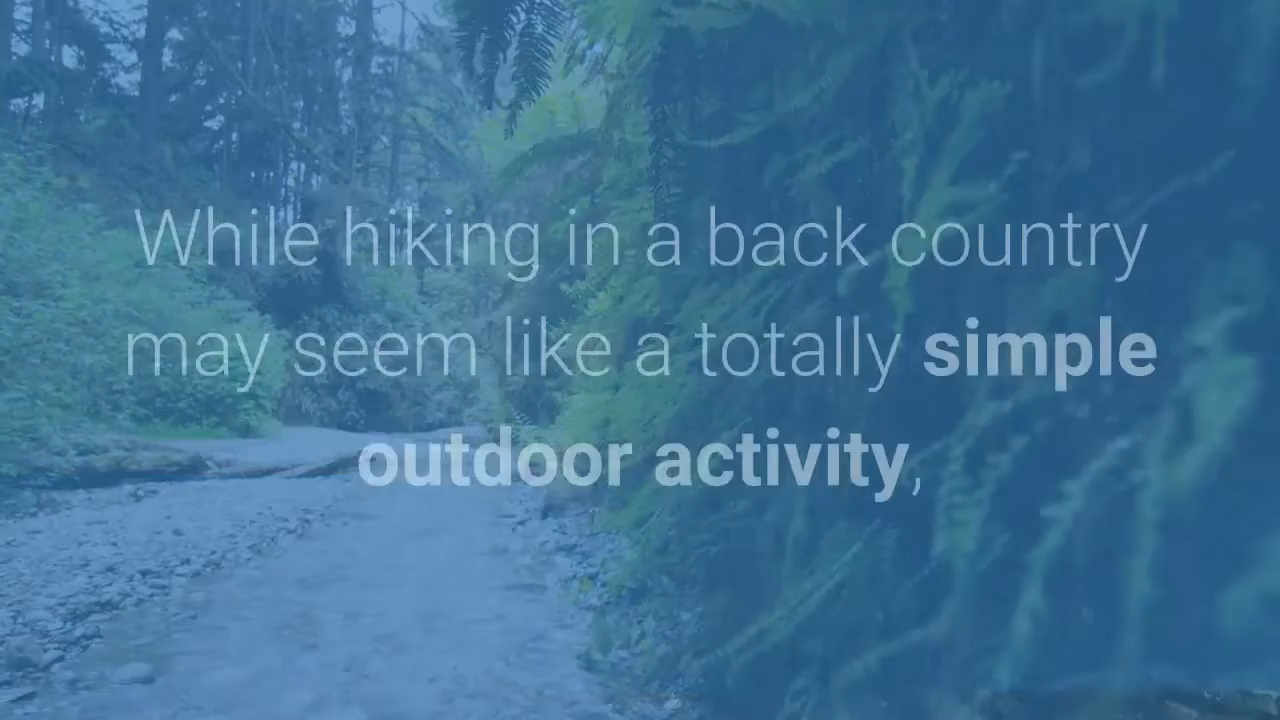 While hiking in a back country
may seem like a totally simple
outdoor activity,